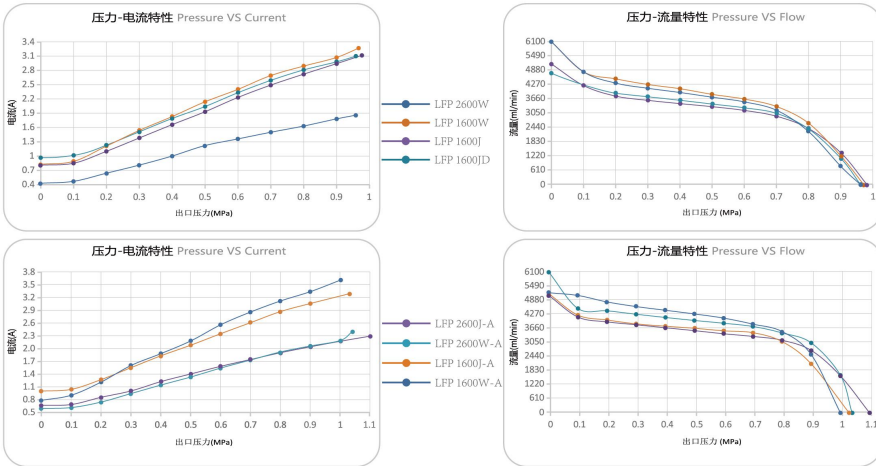 压力-电流特性 Pressure VS Current
3.4
3.1
2.8
2.5
2.2
1.9
1.6
1.3
1
0.7
0.4
电流(A)
0 0.1 0.2 0.3 0.4 0.5 0.6 0.7 0.8 0.9 1
出口压力(MPa)
LFP 2600W
LFP 1600W
LFP 1600J
LFP 1600JD
压力-流量特性 Pressure VS Flow
6100
5490
4880
4270
3660
3050
2440
1830
1220
610
0
流量(ml/min)
0 0.1 0.2 0.3 0.4 0.5 0.6 0.7 0.8 0.9 1
出口压力(MPa)
压力-电流特性 Pressure VS Current
3.8
3.5
3.2
2.9
2.6
2.3
2.0
1.7
1.4
1.1
0.8
0.5
电流(A)
0 0.1 0.2 0.3 0.4 0.5 0.6 0.7 0.8 0.9 1 1.1
出口压力(MPa)
LFP 2600J-A
LFP 2600W-A
LFP 1600J-A
LFP 1600W-A
压力-流量特性 Pressure VS Flow
6100
5490
4880
4270
3660
3050
2440
1830
1220
610
0
流量(ml/min)
0 0.1 0.2 0.3 0.4 0.5 0.6 0.7 0.8 0.9 1 1.1
出口压力(MPa)